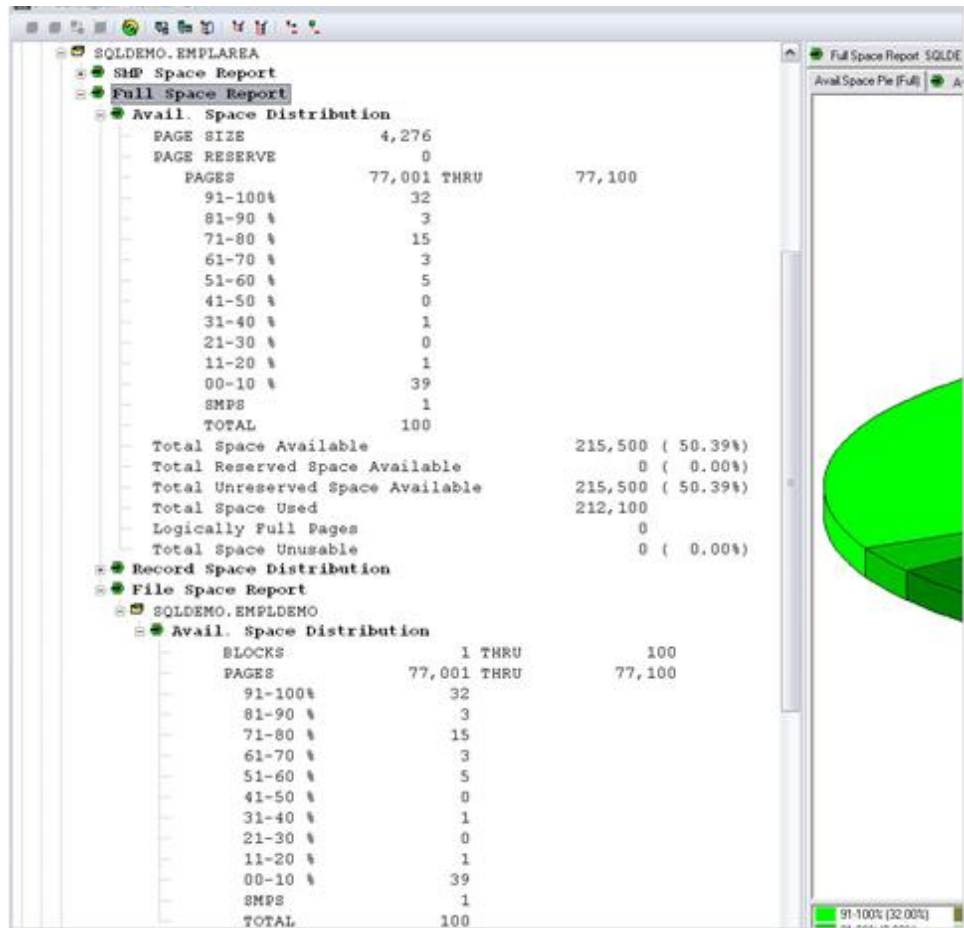 SQLDEMO.EMPLAREA
SMP Space Report
Full Space Report
Avail. Space Distribution
PAGE SIZE 4,276
PAGE RESERVE 0
PAGES 77,001 THRU 77,100
91-100% 32
81-90 % 3
71-80 % 15
61-70 % 3
51-60 % 5
41-50 % 0
31-40 % 1
21-30 % 0
11-20 % 1
00-10 % 39
SMPS 1
TOTAL 100
Total Space Available 215,500 ( 50.39%)
Total Reserved Space Available 0 ( 0.00%)
Total Unreserved Space Available 215,500 ( 50.39%)
Total Space Used 212,100
Logically Full Pages 0
Total Space Unusable 0 ( 0.00%)
Record Space Distribution
File Space Report
SQLDEMO.EMPLDEMO
Avail. Space Distribution
BLOCKS 1 THRU 100
PAGES 77,001 THRU 77,100
91-100% 32
81-90 % 3
71-80 % 15
61-70 % 3
51-60 % 5
41-50 % 0
31-40 % 1
21-30 % 0
11-20 % 1
00-10 % 39
SMPS 1
TOTAL 100
Full Space Report SQLDE
Avail Space Pie (Full) A
91-100% (32.00%)